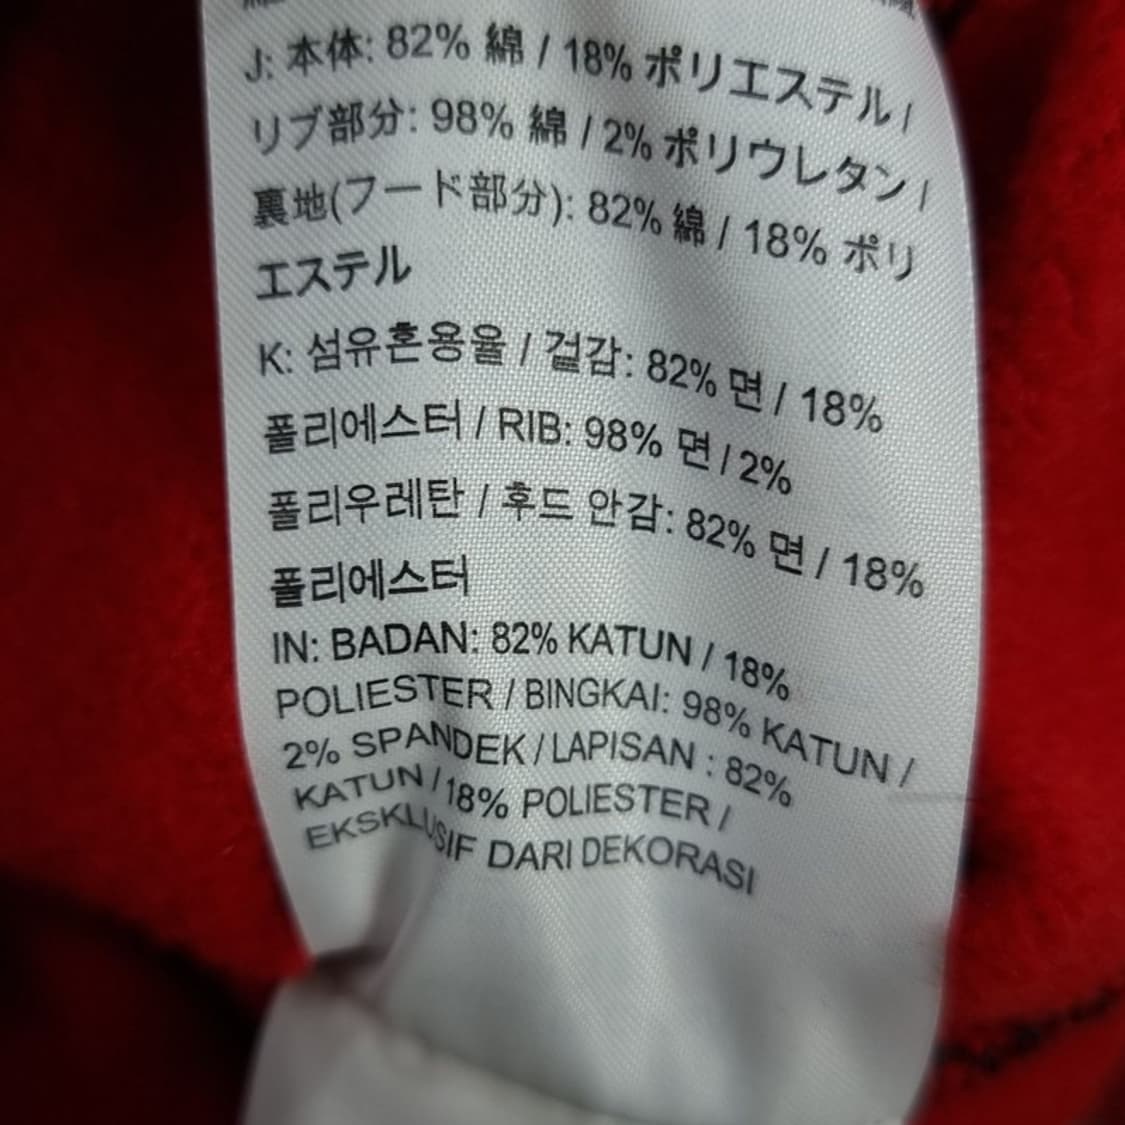 J: 本体: 82% 綿 / 18% ポリエステル /
リブ部分: 98% 綿 / 2% ポリウレタン /
裏地(フード部分): 82% 綿 / 18% ポリ
エステル
K: 섬유혼용율 / 겉감: 82% 면 / 18%
폴리에스터 / RIB: 98% 면 / 2%
폴리우레탄 / 후드 안감: 82% 면 / 18%
폴리에스터
IN: BADAN: 82% KATUN / 18%
POLIESTER / BINGKAI: 98% KATUN /
2% SPANDEK / LAPISAN : 82%
KATUN / 18% POLIESTER /
EKSKLUSIF DARI DEKORASI